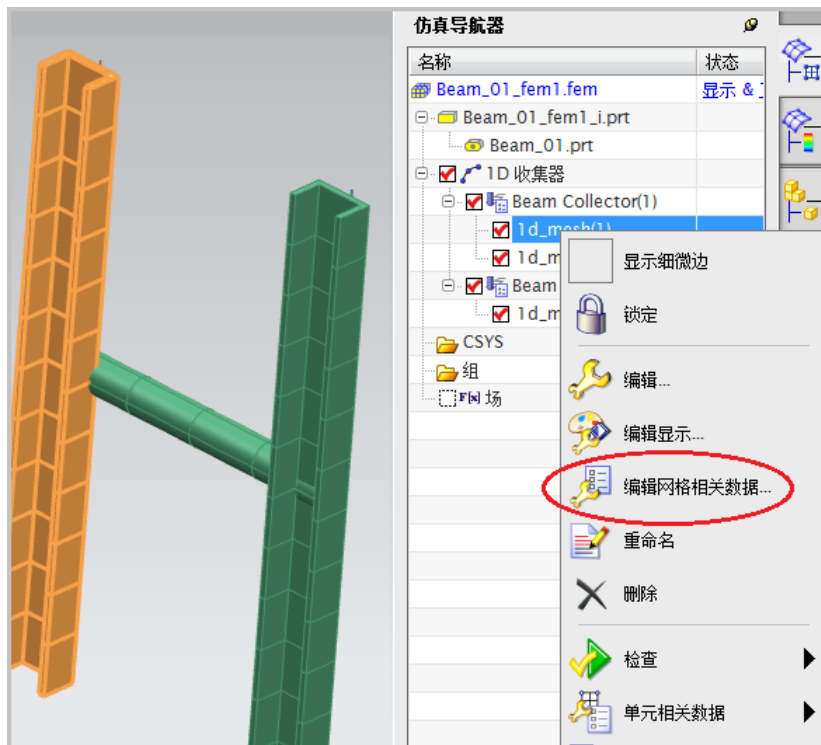 仿真导航器
名称 状态
Beam_01_fem1.fem 显示 &
Beam_01_fem1_i.prt
Beam_01.prt
1D 收集器
Beam Collector(1)
1d_mesh(1)
1d_m
Beam
1d_m
CSYS
组
F(x) 场
显示细微边
锁定
编辑...
编辑显示...
编辑网格相关数据...
重命名
删除
检查
单元相关数据